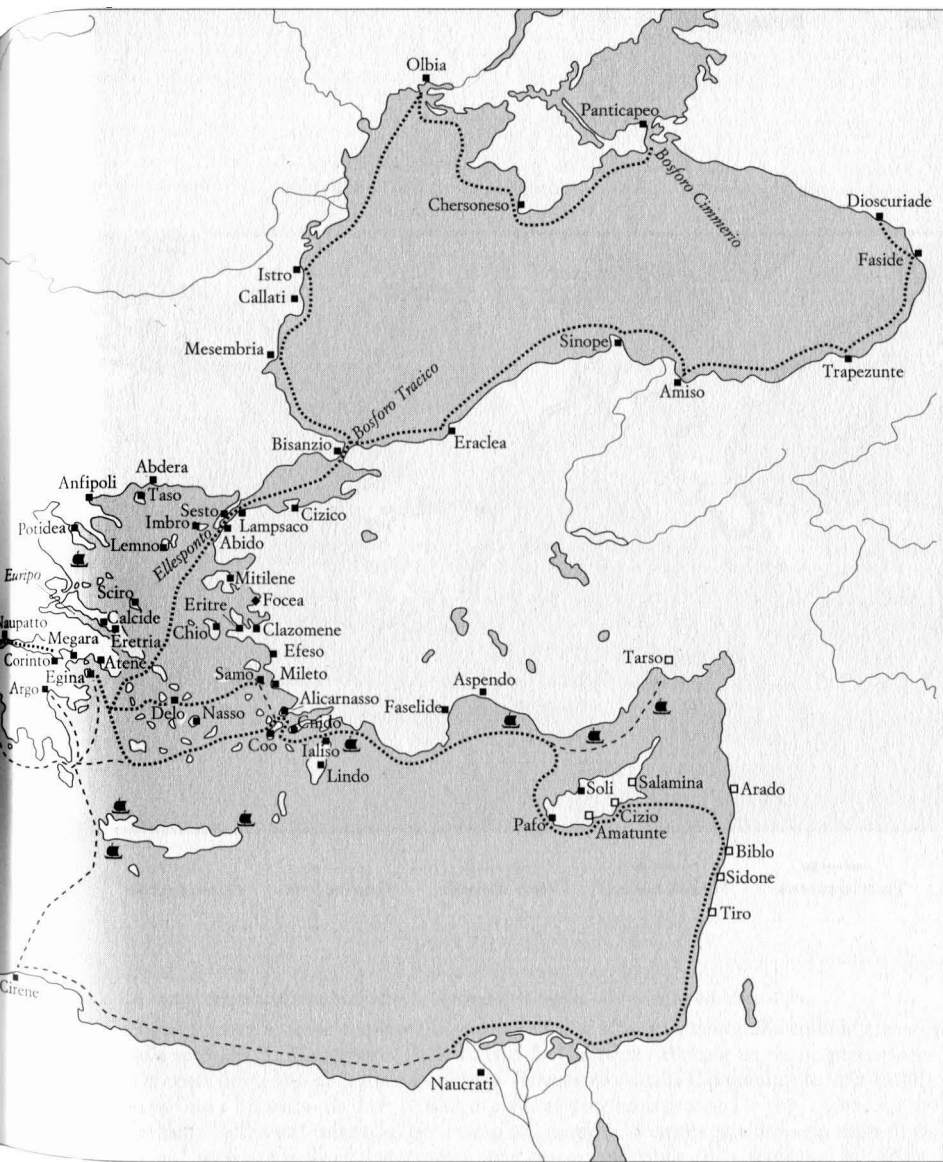 Olbia
Panticapeo
Bosforo Cimmerio
Chersoneso
Dioscuriade
Faside
Istro
Callati
Mesembria
Sinope
Trapezunte
Amiso
Bosforo Tracico
Bisanzio
Eraclea
Abdera
Anfipoli
Taso
Sesto
Cizico
Imbro
Lampsaco
Potidea
Abido
Lemno
Ellesponto
Euripo
Mitilene
Sciro
Focea
Eritre
Calcide
Naupatto
Chio
Clazomene
Megara
Eretria
Efeso
Corinto
Atene
Tarso
Egina
Samo
Mileto
Argo
Aspendo
Alicarnasso
Faselide
Delo
Nasso
Cnido
Coo
Ialiso
Lindo
Soli
Salamina
Arado
Pafo
Cizio
Amatunte
Biblo
Sidone
Tiro
Cirene
Naucrati